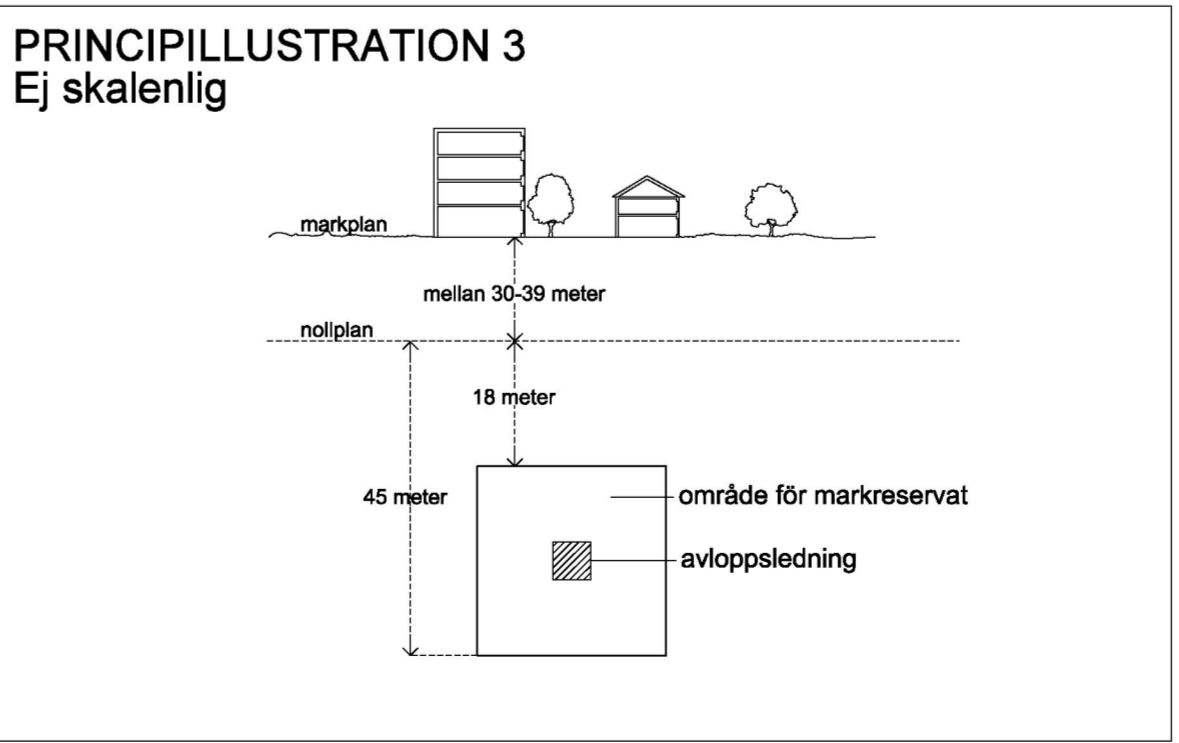 PRINCIPILLUSTRATION 3
Ej skalenlig
markplan
mellan 30-39 meter
nollplan
18 meter
45 meter
område för markreservat
avloppsledning